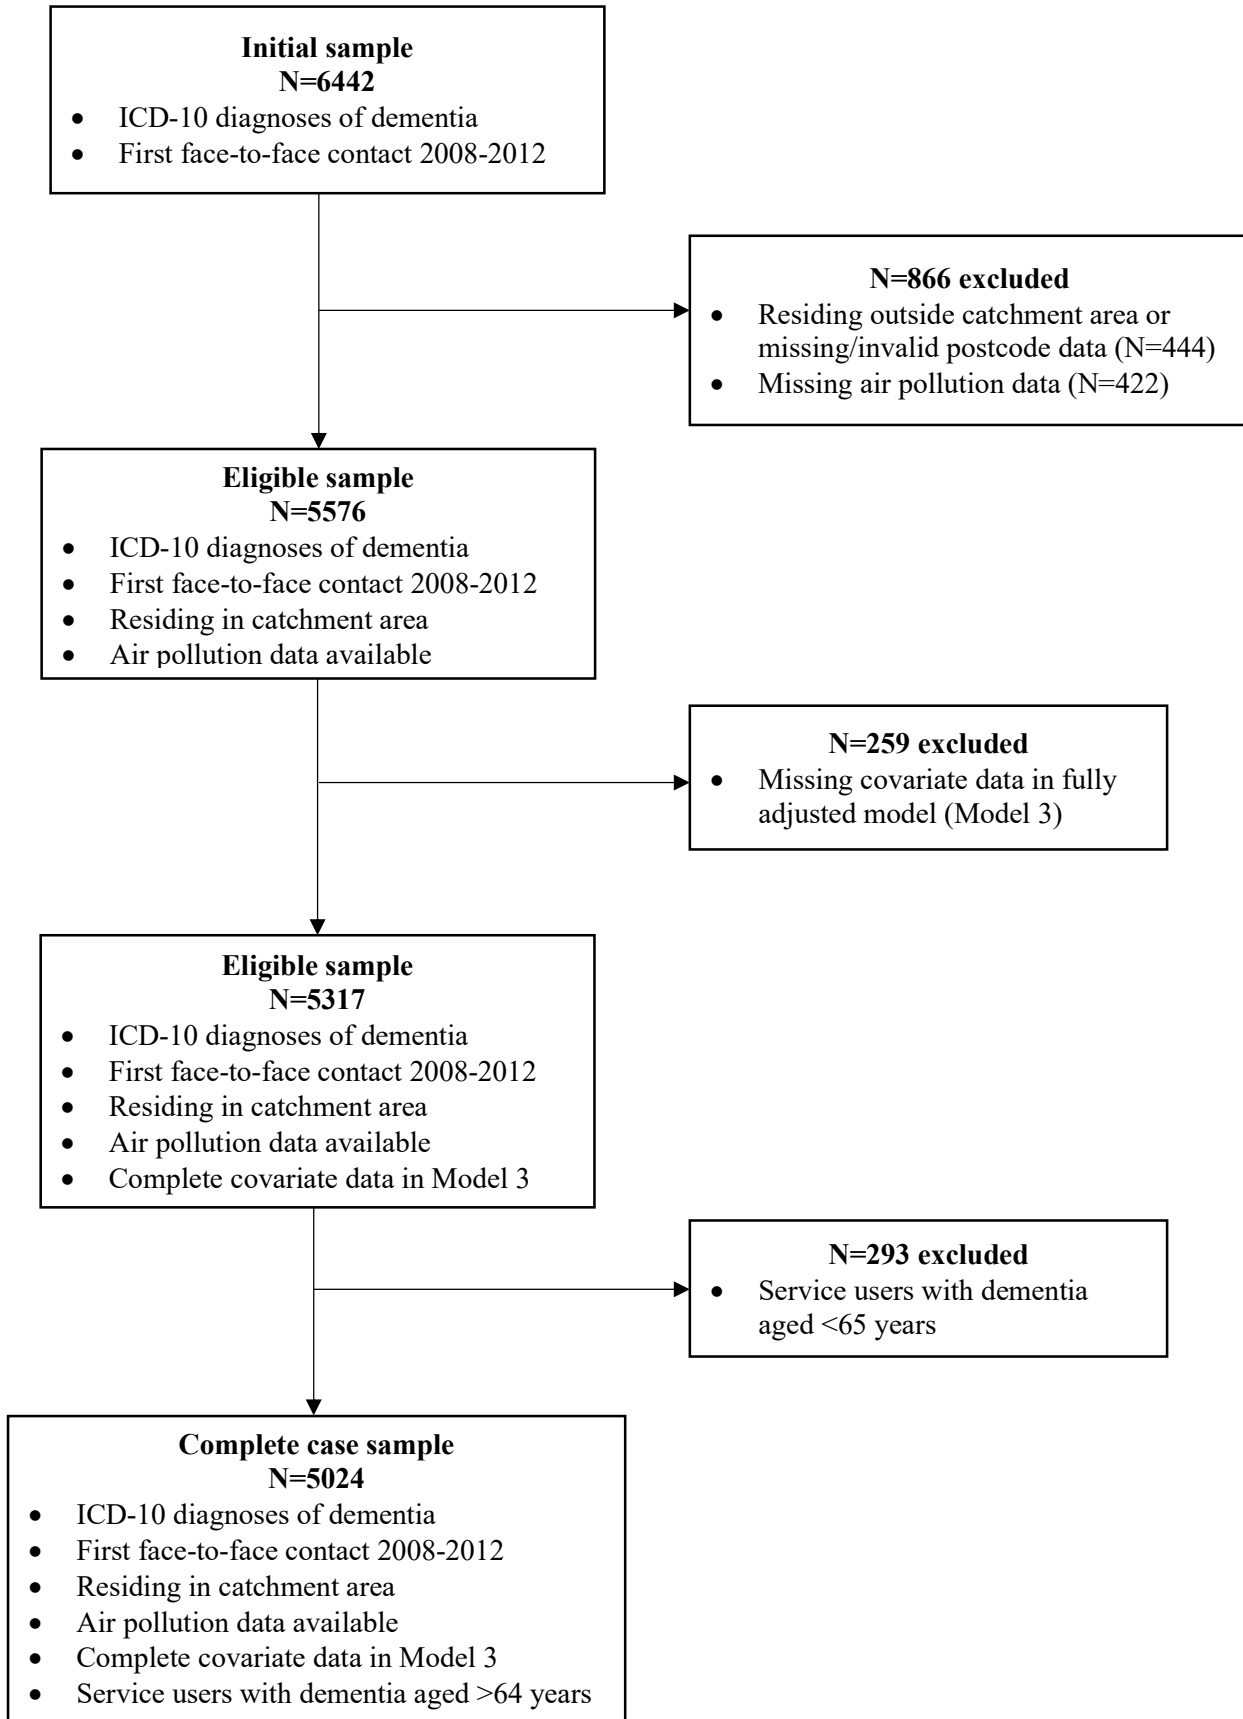 Initial sample
N=6442
• ICD-10 diagnoses of dementia
• First face-to-face contact 2008-2012
N=866 excluded
• Residing outside catchment area or
missing/invalid postcode data (N=444)
• Missing air pollution data (N=422)
Eligible sample
N=5576
• ICD-10 diagnoses of dementia
• First face-to-face contact 2008-2012
• Residing in catchment area
• Air pollution data available
N=259 excluded
• Missing covariate data in fully
adjusted model (Model 3)
Eligible sample
N=5317
• ICD-10 diagnoses of dementia
• First face-to-face contact 2008-2012
• Residing in catchment area
• Air pollution data available
• Complete covariate data in Model 3
N=293 excluded
• Service users with dementia
aged <65 years
Complete case sample
N=5024
• ICD-10 diagnoses of dementia
• First face-to-face contact 2008-2012
• Residing in catchment area
• Air pollution data available
• Complete covariate data in Model 3
• Service users with dementia aged >64 years